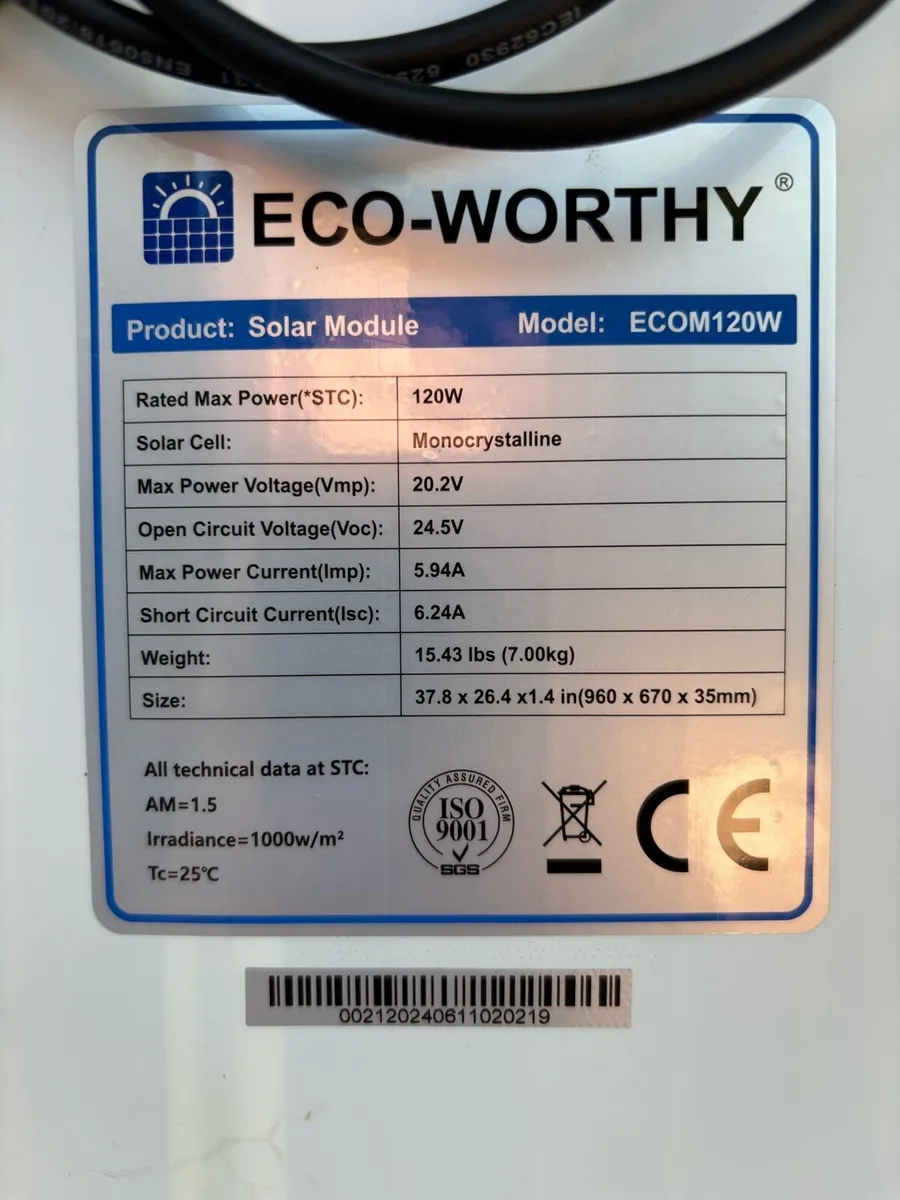 IEC62930
EN50618
ECO-WORTHY®
Product: Solar Module Model: ECOM120W
Rated Max Power(*STC): 120W
Solar Cell: Monocrystalline
Max Power Voltage(Vmp): 20.2V
Open Circuit Voltage(Voc): 24.5V
Max Power Current(Imp): 5.94A
Short Circuit Current(Isc): 6.24A
Weight: 15.43 lbs (7.00kg)
Size: 37.8 x 26.4 x1.4 in(960 x 670 x 35mm)
All technical data at STC:
AM=1.5
Irradiance=1000w/m²
Tc=25℃
QUALITY ASSURED FIRM
ISO
9001
SGS
CE
002120240611020219